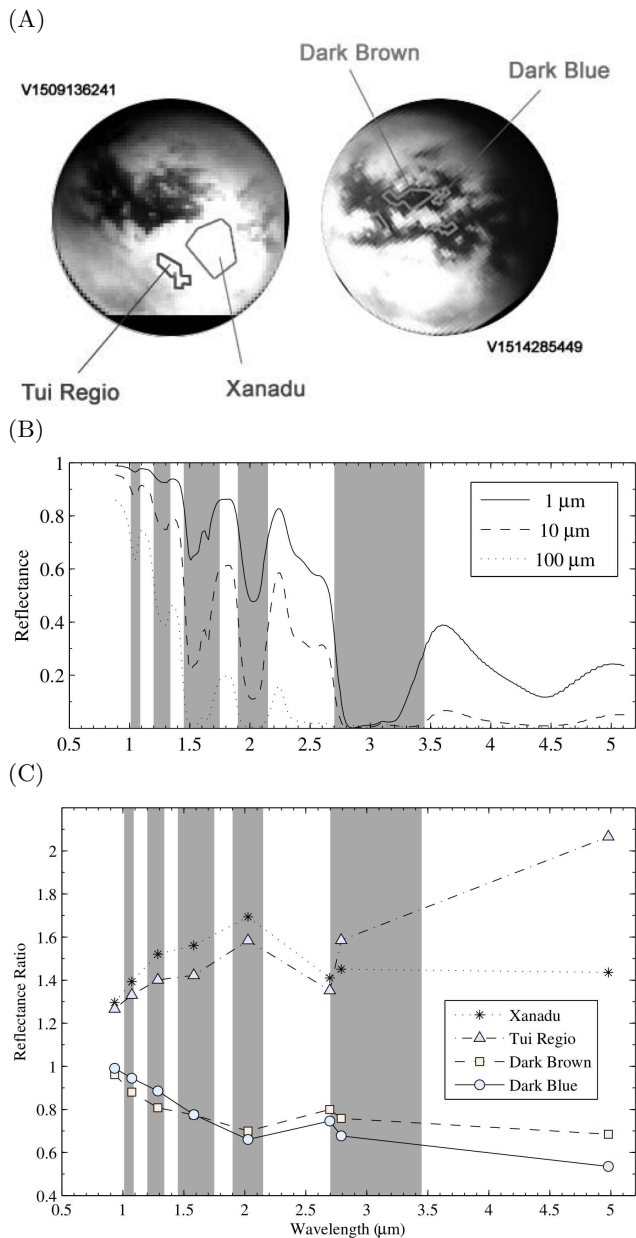 (A)
Dark Brown
Dark Blue
V1509136241
V1514285449
Tui Regio
Xanadu
(B)
1
0.8
0.6
0.4
0.2
Reflectance
1 μm
10 μm
100 μm
0.5 1 1.5 2 2.5 3 3.5 4 4.5 5
(C)
2
1.8
1.6
1.4
1.2
1
0.8
0.6
0.4
Reflectance Ratio
Xanadu
Tui Regio
Dark Brown
Dark Blue
0.5 1 1.5 2 2.5 3 3.5 4 4.5 5
Wavelength (μm)